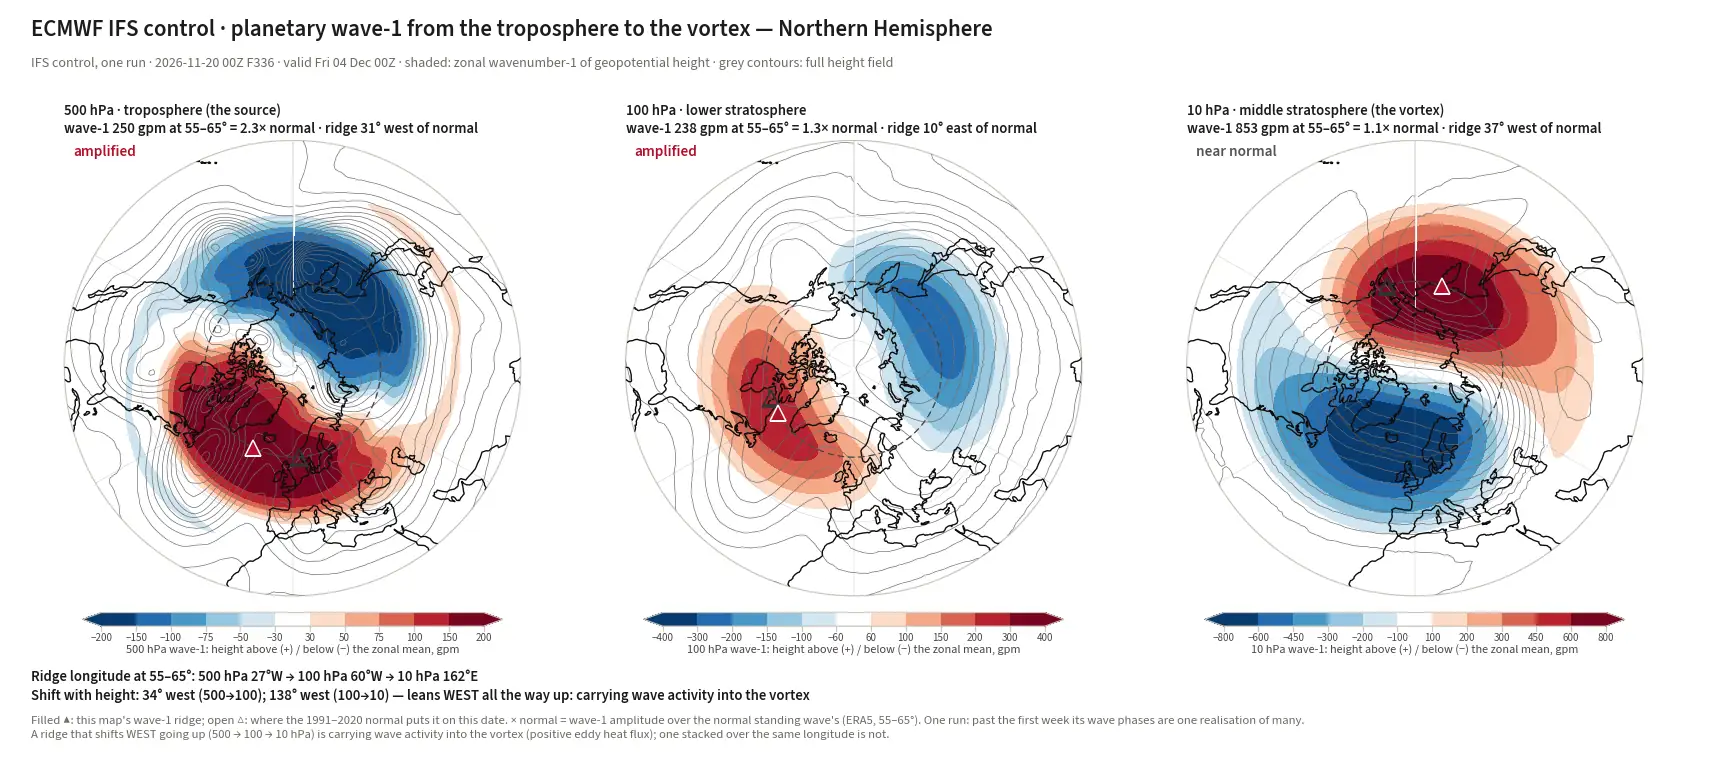 ECMWF IFS control · planetary wave-1 from the troposphere to the vortex — Northern Hemisphere
IFS control, one run · 2026-11-20 00Z F336 · valid Fri 04 Dec 00Z · shaded: zonal wavenumber-1 of geopotential height · grey contours: full height field
500 hPa · troposphere (the source)
wave-1 250 gpm at 55–65° = 2.3× normal · ridge 31° west of normal
amplified
100 hPa · lower stratosphere
wave-1 238 gpm at 55–65° = 1.3× normal · ridge 10° east of normal
amplified
10 hPa · middle stratosphere (the vortex)
wave-1 853 gpm at 55–65° = 1.1× normal · ridge 37° west of normal
near normal
−200 −150 −100 −75 −50 −30 30 50 75 100 150 200
500 hPa wave-1: height above (+) / below (−) the zonal mean, gpm
−400 −300 −200 −150 −100 −60 60 100 150 200 300 400
100 hPa wave-1: height above (+) / below (−) the zonal mean, gpm
−800 −600 −450 −300 −200 −100 100 200 300 450 600 800
10 hPa wave-1: height above (+) / below (−) the zonal mean, gpm
Ridge longitude at 55–65°: 500 hPa 27°W → 100 hPa 60°W → 10 hPa 162°E
Shift with height: 34° west (500→100); 138° west (100→10) — leans WEST all the way up: carrying wave activity into the vortex
Filled ▲: this map's wave-1 ridge; open △: where the 1991–2020 normal puts it on this date. × normal = wave-1 amplitude over the normal standing wave's (ERA5, 55–65°). One run: past the first week its wave phases are one realisation of many.
A ridge that shifts WEST going up (500 → 100 → 10 hPa) is carrying wave activity into the vortex (positive eddy heat flux); one stacked over the same longitude is not.